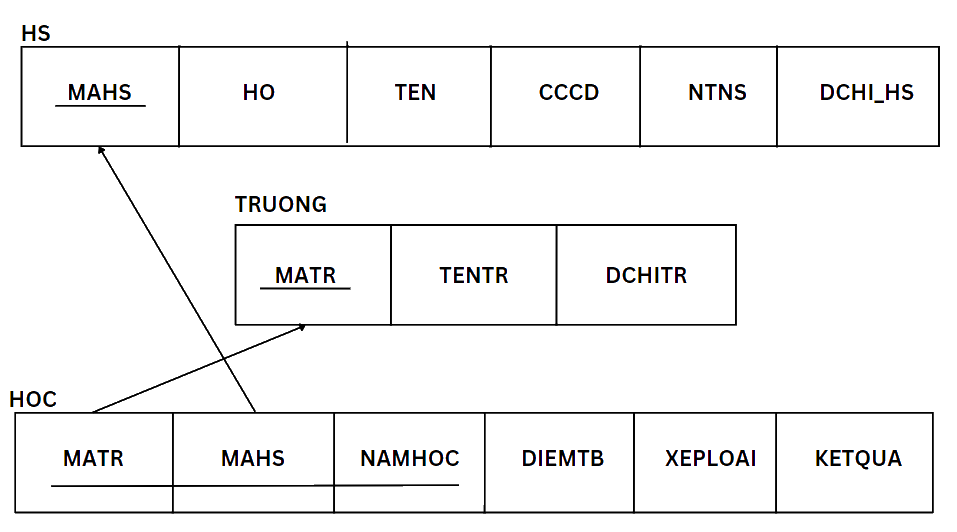 HS
MAHS HO TEN CCCD NTNS DCHI_HS
TRUONG
MATR TENTR DCHITR
HOC
MATR MAHS NAMHOC DIEMTB XEPLOAI KETQUA